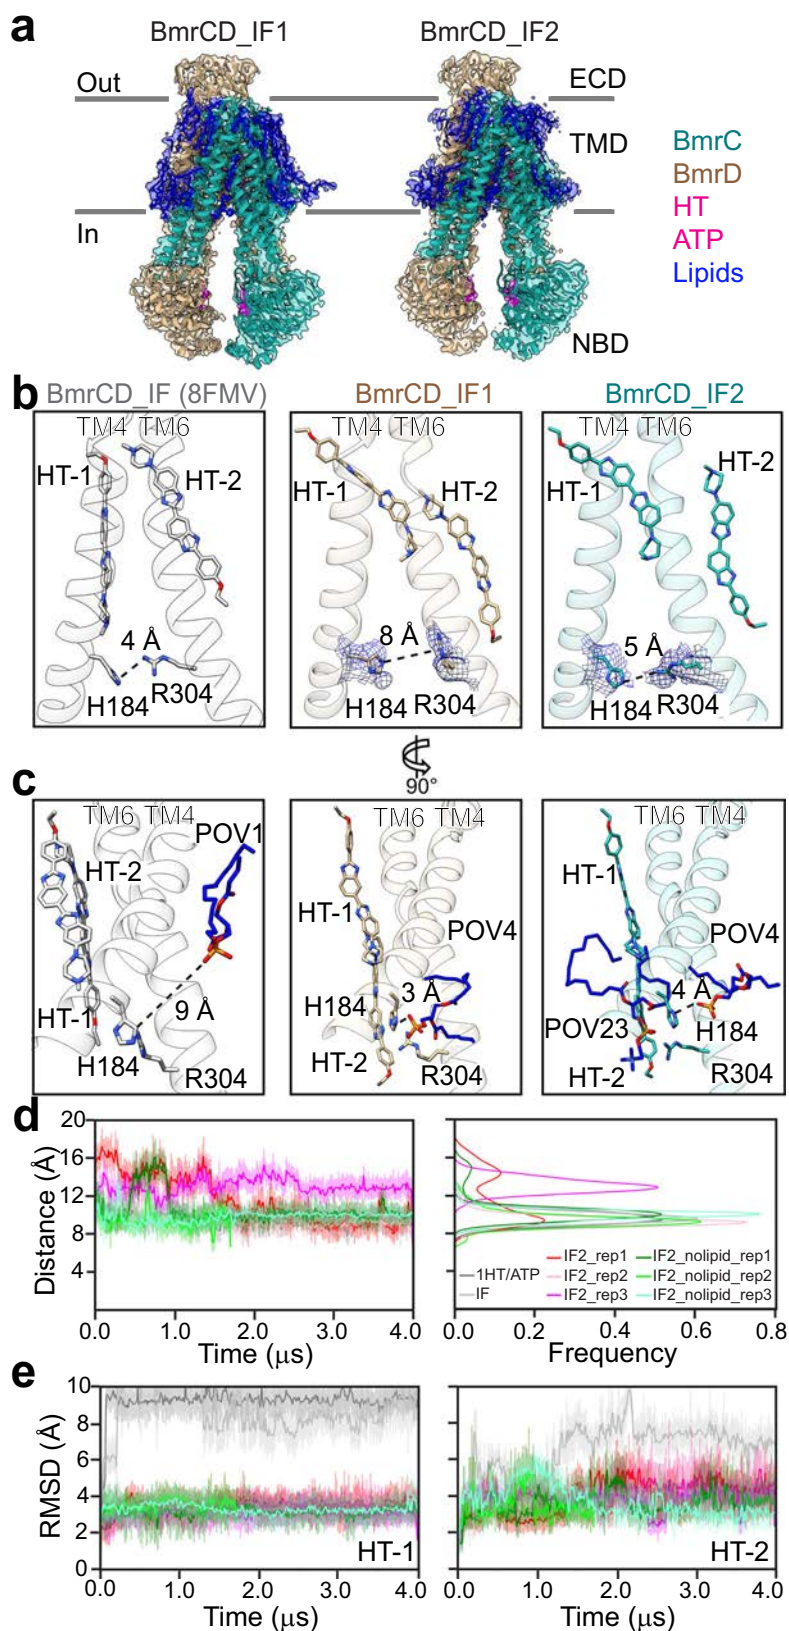 a
BmrCD_IF1
BmrCD_IF2
Out
ECD
TMD
In
NBD
BmrC
BmrD
HT
ATP
Lipids
b
BmrCD_IF (8FMV)
BmrCD_IF1
BmrCD_IF2
TM4 TM6
HT-1
HT-2
4 Å
H184
R304
TM4 TM6
HT-1
HT-2
8 Å
H184 R304
TM4 TM6
HT-1
HT-2
5 Å
H184 R304
90°
c
TM6 TM4
POV1
HT-2
HT-1
9 Å
H184
R304
TM6 TM4
HT-1
POV4
3 Å
H184
HT-2
R304
TM6 TM4
HT-1
POV4
4 Å
POV23
H184
HT-2
R304
d
Distance (Å)
20
16
12
8
4
0.0 1.0 2.0 3.0 4.0
Time (μs)
1HT/ATP
IF
IF2_rep1
IF2_rep2
IF2_rep3
IF2_nolipid_rep1
IF2_nolipid_rep2
IF2_nolipid_rep3
0.0 0.2 0.4 0.6 0.8
Frequency
e
RMSD (Å)
10
8
6
4
2
0
HT-1
0.0 1.0 2.0 3.0 4.0
Time (μs)
HT-2
0.0 1.0 2.0 3.0 4.0
Time (μs)